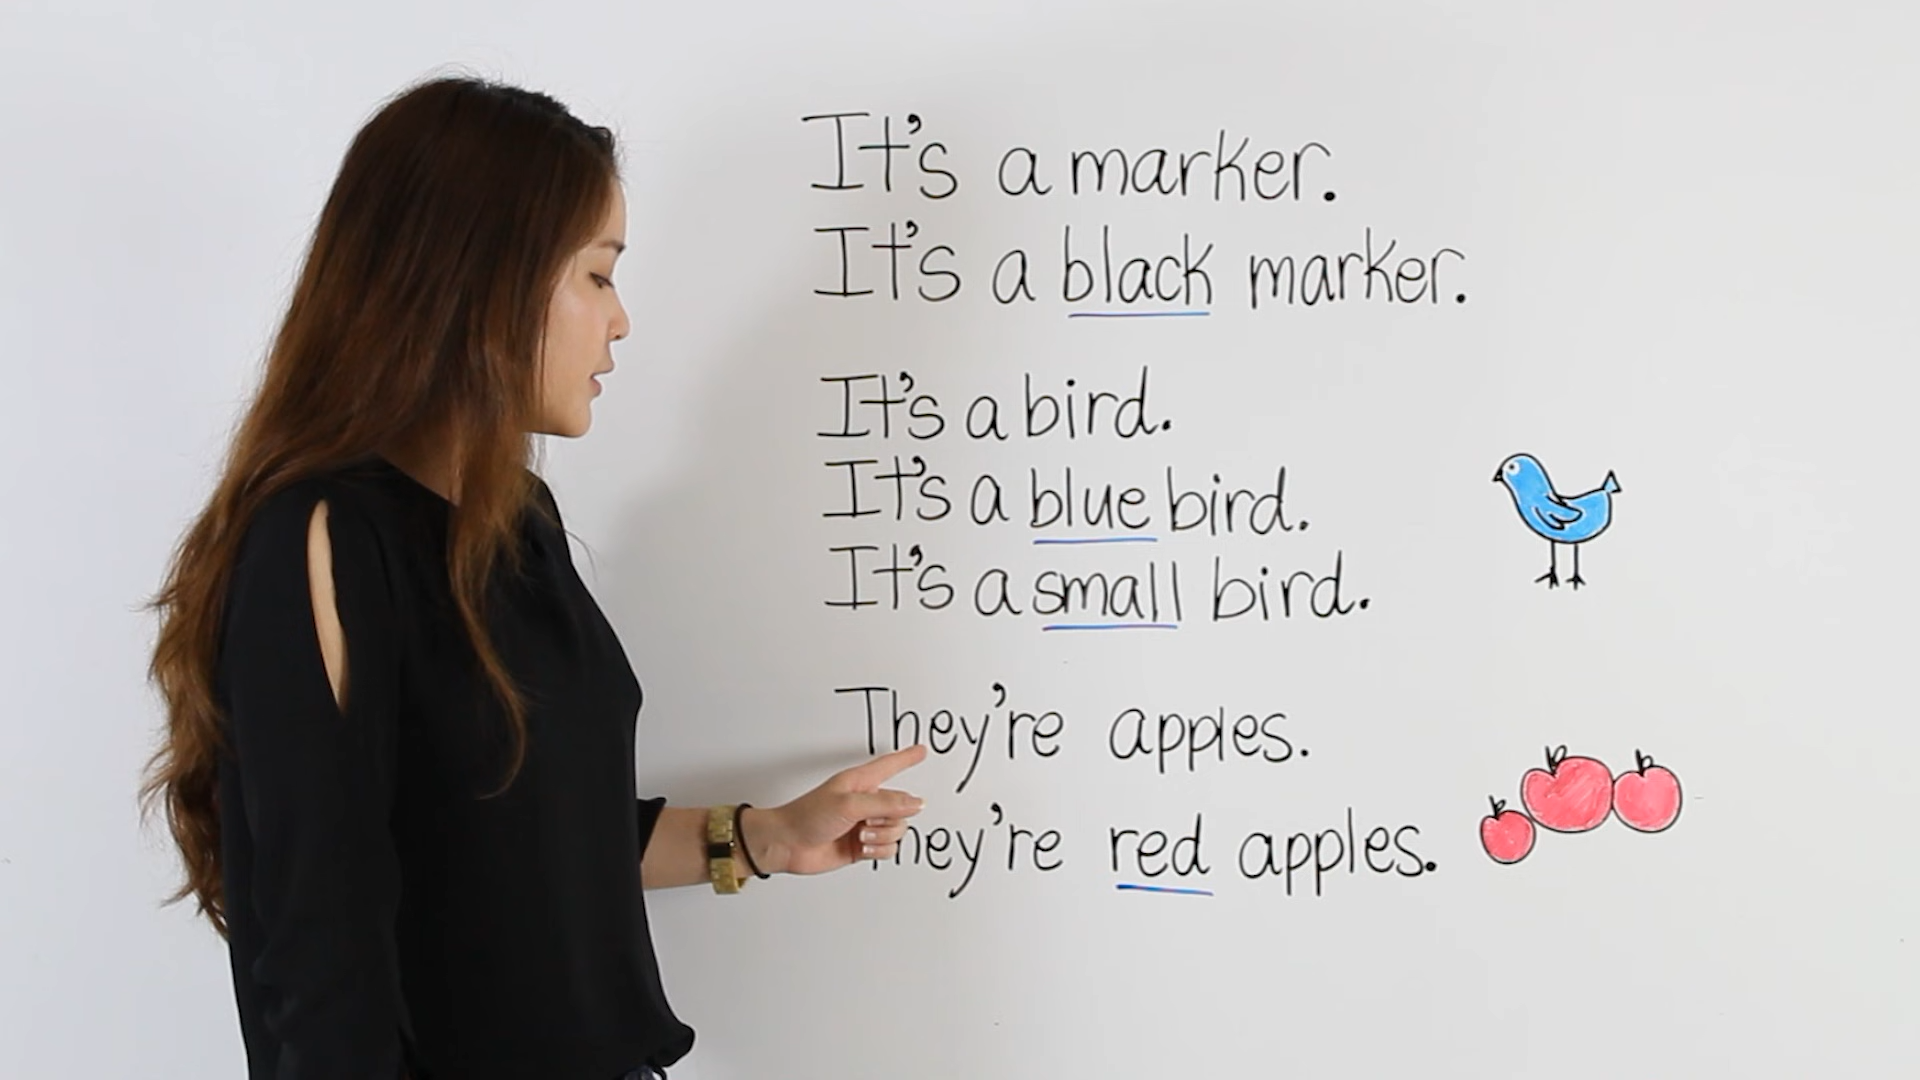 It's a marker.
It's a black marker.
It's a bird.
It's a blue bird.
It's a small bird.
They're apples.
They're red apples.